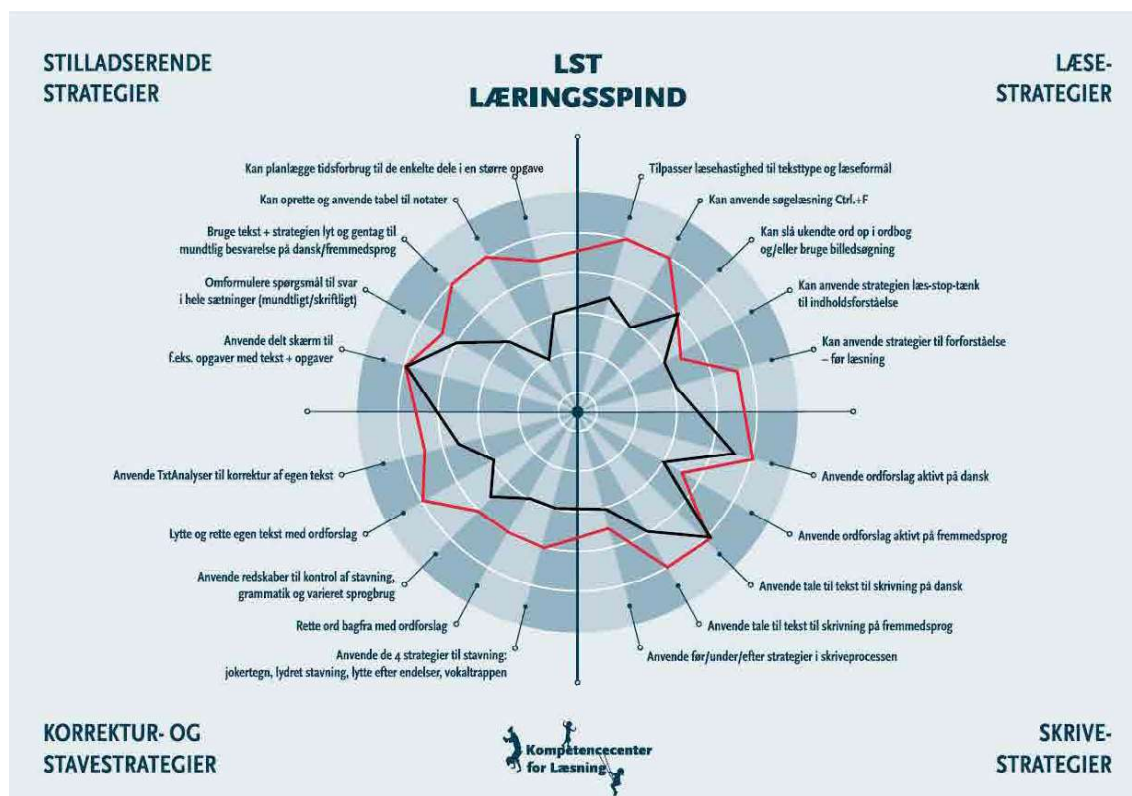 STILLADSERENDE
STRATEGIER
LST
LÆRINGSSPIND
LÆSE-
STRATEGIER
Kan planlægge tidsforbrug til de enkelte dele i en større opgave
Kan oprette og anvende tabel til notater
Bruge tekst + strategien lyt og gentag til
mundtlig besvarelse på dansk/fremmedsprog
Omformulere spørgsmål til svar
i hele sætninger (mundtligt/skriftligt)
Anvende delt skærm til
f.eks. opgaver med tekst + opgaver
Tilpasser læsehastighed til teksttype og læseformål
Kan anvende søgelæsning Ctrl.+F
Kan slå ukendte ord op i ordbog
og/eller bruge billedsøgning
Kan anvende strategien læs-stop-tænk
til indholdsforståelse
Kan anvende strategier til forforståelse
– før læsning
Anvende TxtAnalyser til korrektur af egen tekst
Lytte og rette egen tekst med ordforslag
Anvende redskaber til kontrol af stavning,
grammatik og varieret sprogbrug
Rette ord bagfra med ordforslag
Anvende de 4 strategier til stavning:
jokertegn, lydret stavning, lytte efter endelser, vokaltrappen
Anvende ordforslag aktivt på dansk
Anvende ordforslag aktivt på fremmedsprog
Anvende tale til tekst til skrivning på dansk
Anvende tale til tekst til skrivning på fremmedsprog
Anvende før/under/efter strategier i skriveprocessen
KORREKTUR- OG
STAVESTRATEGIER
Kompetencecenter
for Læsning
SKRIVE-
STRATEGIER